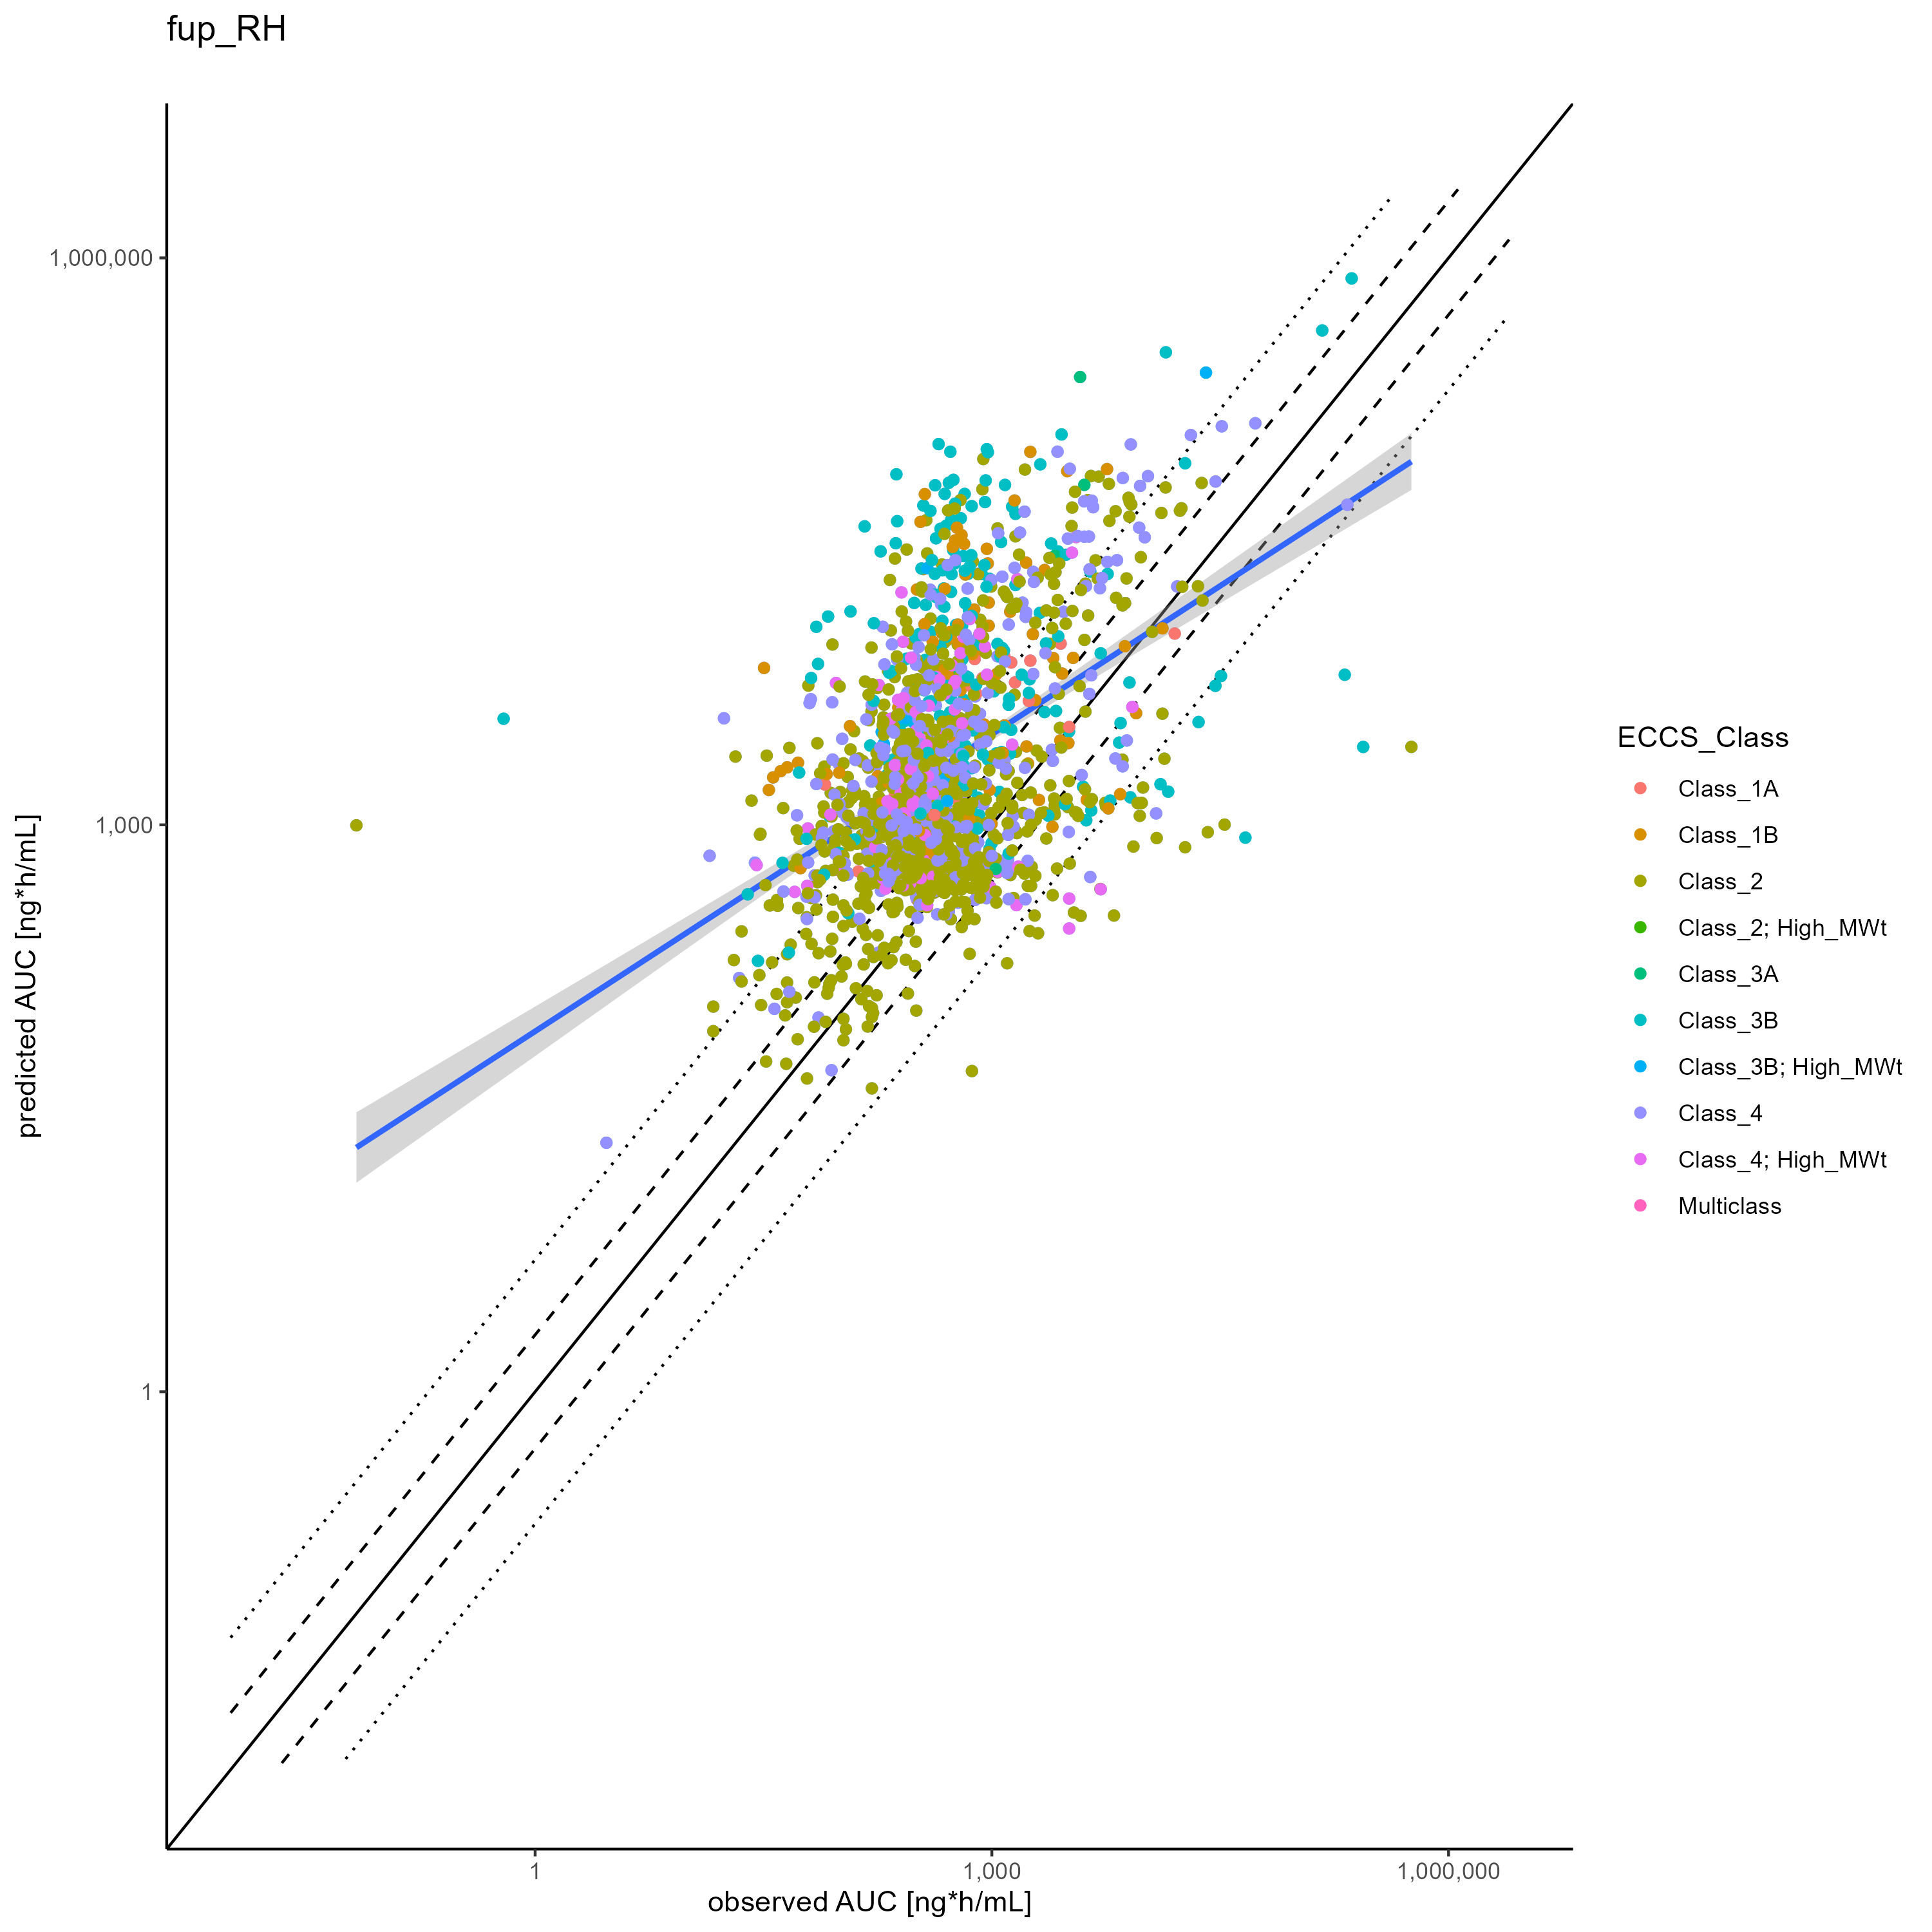 fup_RH
1,000,000
1,000
1
predicted AUC [ng*h/mL]
1
1,000
1,000,000
observed AUC [ng*h/mL]
ECCS_Class
Class_1A
Class_1B
Class_2
Class_2; High_MWt
Class_3A
Class_3B
Class_3B; High_MWt
Class_4
Class_4; High_MWt
Multiclass